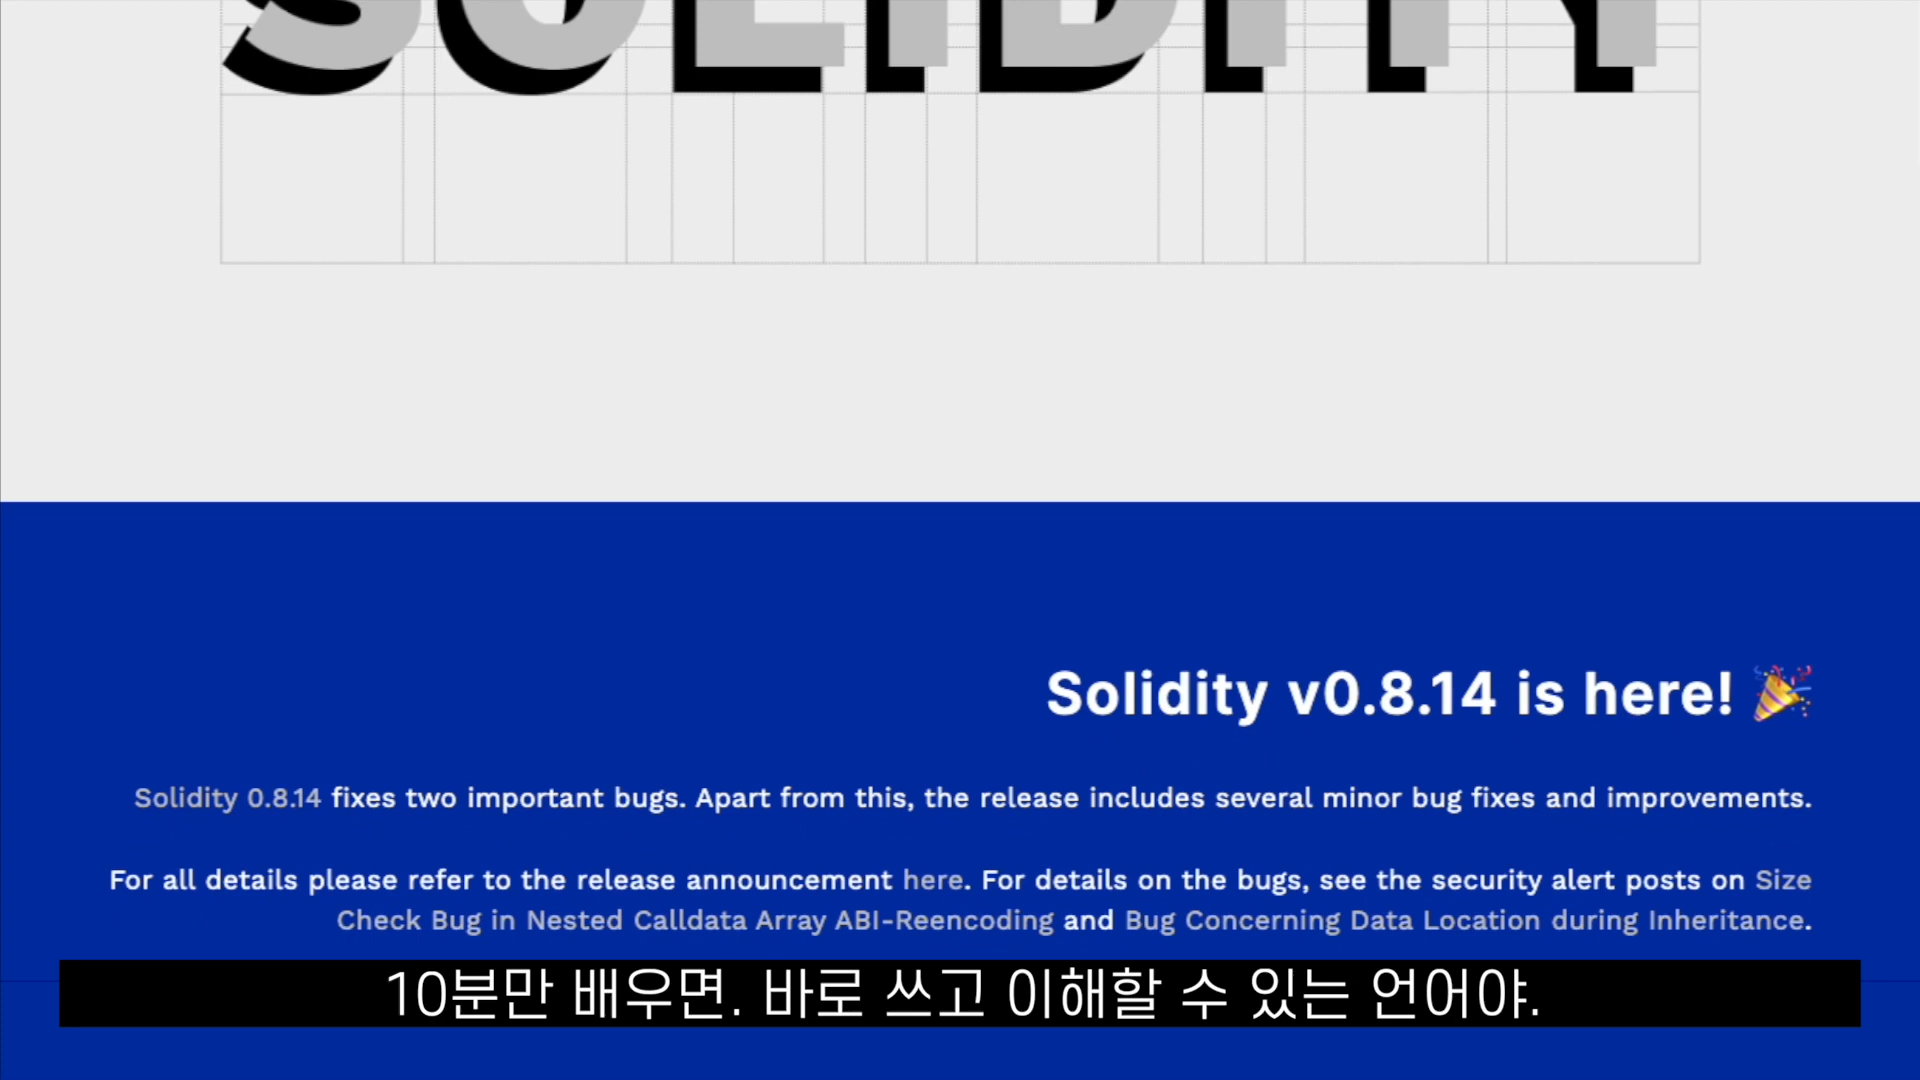 SOLIDITY
Solidity v0.8.14 is here! 🎉
Solidity 0.8.14 fixes two important bugs. Apart from this, the release includes several minor bug fixes and improvements.
For all details please refer to the release announcement here. For details on the bugs, see the security alert posts on Size
Check Bug in Nested Calldata Array ABI-Reencoding and Bug Concerning Data Location during Inheritance.
10분만 배우면. 바로 쓰고 이해할 수 있는 언어야.